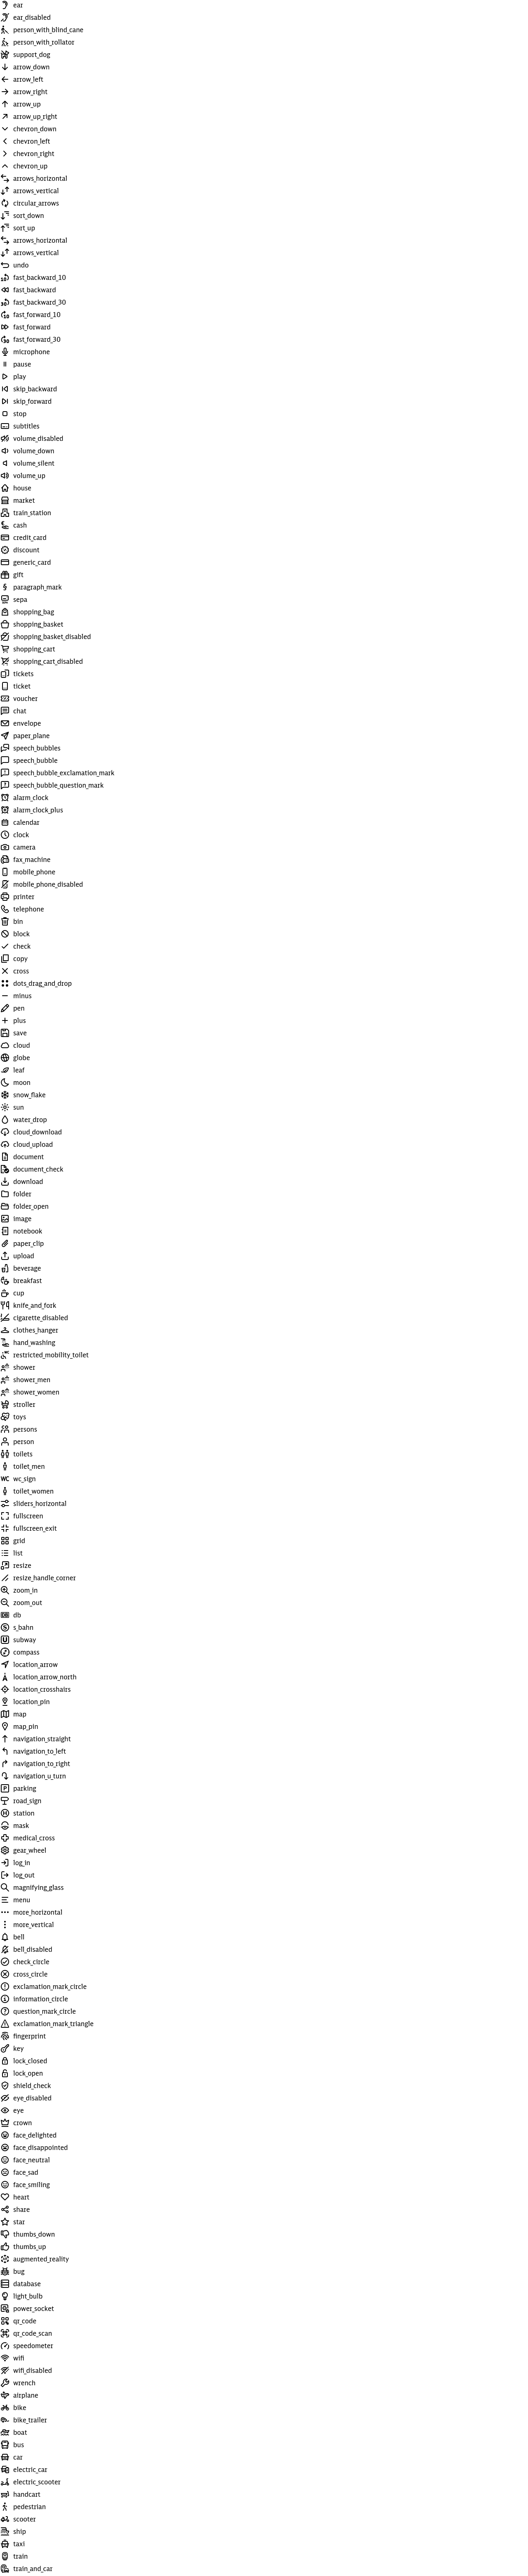 ear
ear_disabled
person_with_blind_cane
person_with_rollator
support_dog
arrow_down
arrow_left
arrow_right
arrow_up
arrow_up_right
chevron_down
chevron_left
chevron_right
chevron_up
arrows_horizontal
arrows_vertical
circular_arrows
sort_down
sort_up
arrows_horizontal
arrows_vertical
undo
fast_backward_10
fast_backward
fast_backward_30
fast_forward_10
fast_forward
fast_forward_30
microphone
pause
play
skip_backward
skip_forward
stop
subtitles
volume_disabled
volume_down
volume_silent
volume_up
house
market
train_station
cash
credit_card
discount
generic_card
gift
paragraph_mark
sepa
shopping_bag
shopping_basket
shopping_basket_disabled
shopping_cart
shopping_cart_disabled
tickets
ticket
voucher
chat
envelope
paper_plane
speech_bubbles
speech_bubble
speech_bubble_exclamation_mark
speech_bubble_question_mark
alarm_clock
alarm_clock_plus
calendar
clock
camera
fax_machine
mobile_phone
mobile_phone_disabled
printer
telephone
bin
block
check
copy
cross
dots_drag_and_drop
minus
pen
plus
save
cloud
globe
leaf
moon
snow_flake
sun
water_drop
cloud_download
cloud_upload
document
document_check
download
folder
folder_open
image
notebook
paper_clip
upload
beverage
breakfast
cup
knife_and_fork
cigarette_disabled
clothes_hanger
hand_washing
restricted_mobility_toilet
shower
shower_men
shower_women
stroller
toys
persons
person
toilets
toilet_men
WC wc_sign
toilet_women
sliders_horizontal
fullscreen
fullscreen_exit
grid
list
resize
resize_handle_corner
zoom_in
zoom_out
DB db
S s_bahn
U subway
compass
location_arrow
location_arrow_north
location_crosshairs
location_pin
map
map_pin
navigation_straight
navigation_to_left
navigation_to_right
navigation_u_turn
P parking
road_sign
H station
mask
medical_cross
gear_wheel
log_in
log_out
magnifying_glass
menu
more_horizontal
more_vertical
bell
bell_disabled
check_circle
cross_circle
exclamation_mark_circle
information_circle
question_mark_circle
exclamation_mark_triangle
fingerprint
key
lock_closed
lock_open
shield_check
eye_disabled
eye
crown
face_delighted
face_disappointed
face_neutral
face_sad
face_smiling
heart
share
star
thumbs_down
thumbs_up
augmented_reality
bug
database
light_bulb
power_socket
qr_code
qr_code_scan
speedometer
wifi
wifi_disabled
wrench
airplane
bike
bike_trailer
boat
bus
car
electric_car
electric_scooter
handcart
pedestrian
scooter
ship
taxi
train
train_and_car